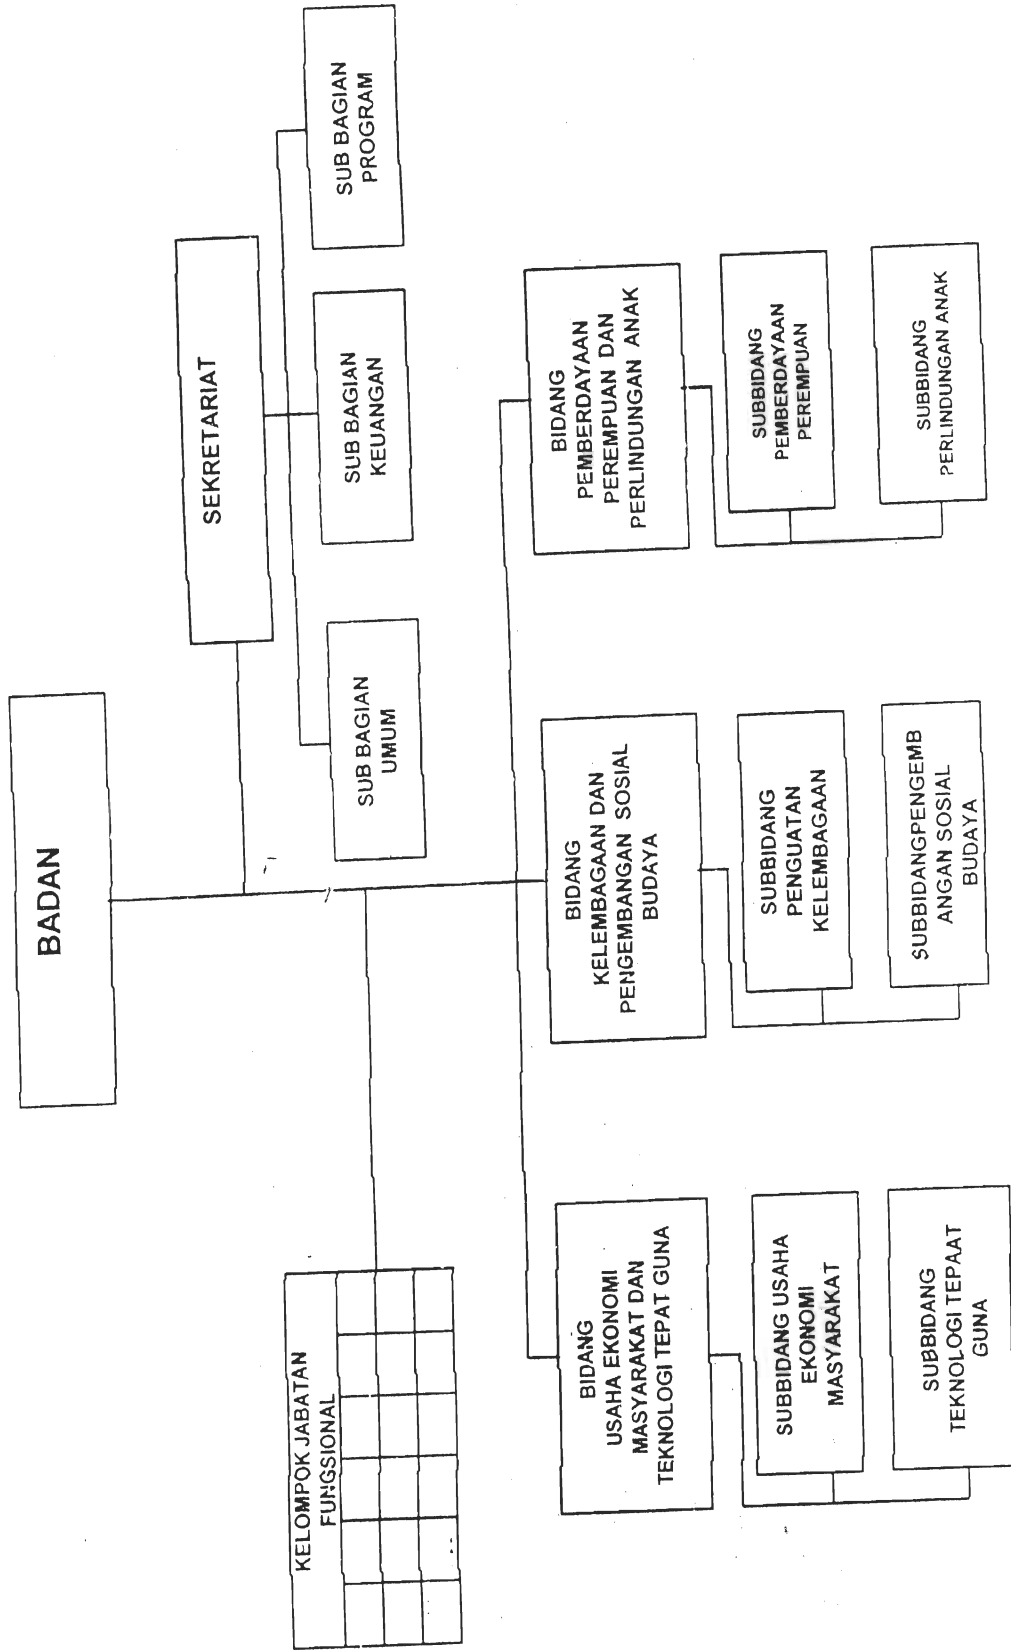 BADAN
SEKRETARIAT
SUB BAGIAN
UMUM
SUB BAGIAN
KEUANGAN
SUB BAGIAN
PROGRAM
KELOMPOK JABATAN
FUNGSIONAL
BIDANG
USAHA EKONOMI
MASYARAKAT DAN
TEKNOLOGI TEPAT GUNA
SUBBIDANG USAHA
EKONOMI
MASYARAKAT
SUBBIDANG
TEKNOLOGI TEPAAT
GUNA
BIDANG
KELEMBAGAAN DAN
PENGEMBANGAN SOSIAL
BUDAYA
SUBBIDANG
PENGUATAN
KELEMBAGAAN
SUBBIDANGPENGEMB
ANGAN SOSIAL
BUDAYA
BIDANG
PEMBERDAYAAN
PEREMPUAN DAN
PERLINDUNGAN ANAK
SUBBIDANG
PEMBERDAYAAN
PEREMPUAN
SUBBIDANG
PERLINDUNGAN ANAK